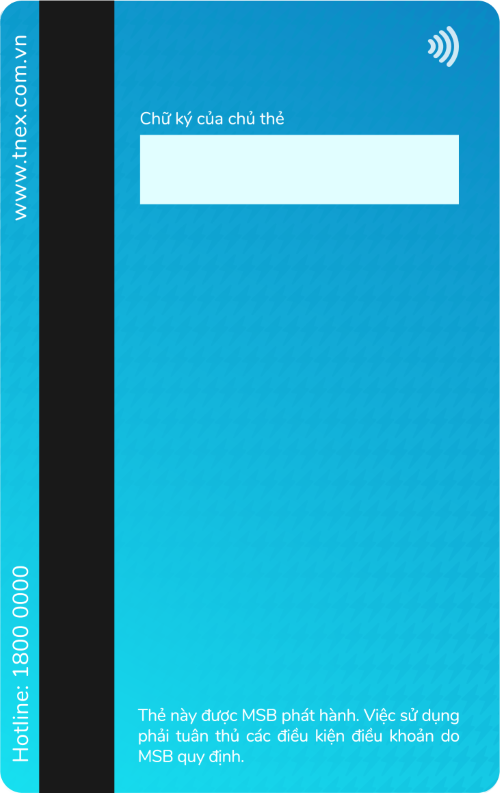 www.tnex.com.vn
Chữ ký của chủ thẻ
Hotline: 1800 0000
Thẻ này được MSB phát hành. Việc sử dụng
phải tuân thủ các điều kiện điều khoản do
MSB quy định.